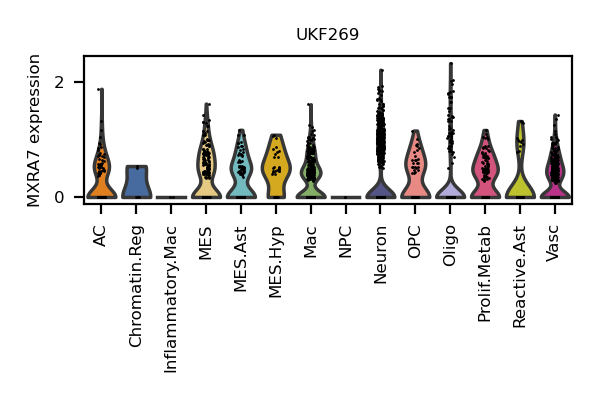 UKF269
MXRA7 expression
2
0
AC
Chromatin.Reg
Inflammatory.Mac
MES
MES.Ast
MES.Hyp
Mac
NPC
Neuron
OPC
Oligo
Prolif.Metab
Reactive.Ast
Vasc